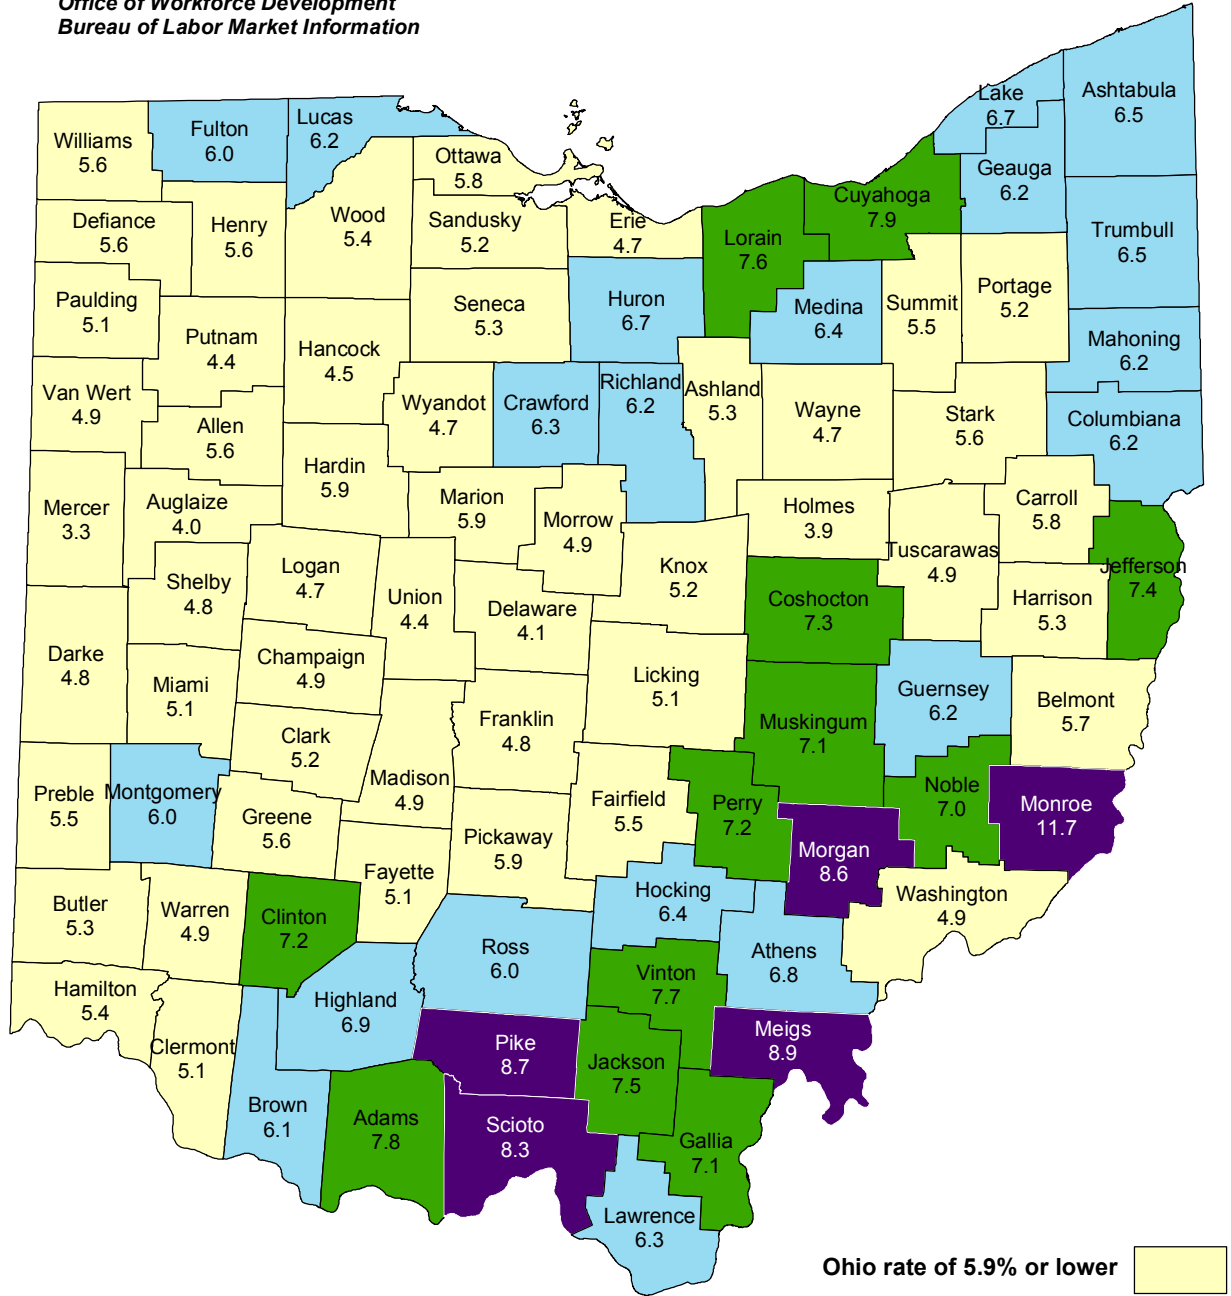 Office of Workforce Development
Bureau of Labor Market Information
Williams
5.6
Fulton
6.0
Lucas
6.2
Ottawa
5.8
Lake
6.7
Ashtabula
6.5
Geauga
6.2
Defiance
5.6
Henry
5.6
Wood
5.4
Sandusky
5.2
Erie
4.7
Lorain
7.6
Cuyahoga
7.9
Trumbull
6.5
Paulding
5.1
Putnam
4.4
Hancock
4.5
Seneca
5.3
Huron
6.7
Medina
6.4
Summit
5.5
Portage
5.2
Mahoning
6.2
Van Wert
4.9
Allen
5.6
Wyandot
4.7
Crawford
6.3
Richland
6.2
Ashland
5.3
Wayne
4.7
Stark
5.6
Columbiana
6.2
Mercer
3.3
Auglaize
4.0
Hardin
5.9
Marion
5.9
Morrow
4.9
Holmes
3.9
Carroll
5.8
Tuscarawas
4.9
Jefferson
7.4
Shelby
4.8
Logan
4.7
Union
4.4
Delaware
4.1
Knox
5.2
Coshocton
7.3
Harrison
5.3
Darke
4.8
Miami
5.1
Champaign
4.9
Licking
5.1
Guernsey
6.2
Belmont
5.7
Clark
5.2
Franklin
4.8
Muskingum
7.1
Preble
5.5
Montgomery
6.0
Greene
5.6
Madison
4.9
Pickaway
5.9
Fairfield
5.5
Perry
7.2
Morgan
8.6
Noble
7.0
Monroe
11.7
Butler
5.3
Warren
4.9
Clinton
7.2
Fayette
5.1
Hocking
6.4
Washington
4.9
Ross
6.0
Athens
6.8
Vinton
7.7
Hamilton
5.4
Clermont
5.1
Highland
6.9
Pike
8.7
Jackson
7.5
Meigs
8.9
Brown
6.1
Adams
7.8
Scioto
8.3
Gallia
7.1
Lawrence
6.3
Ohio rate of 5.9% or lower